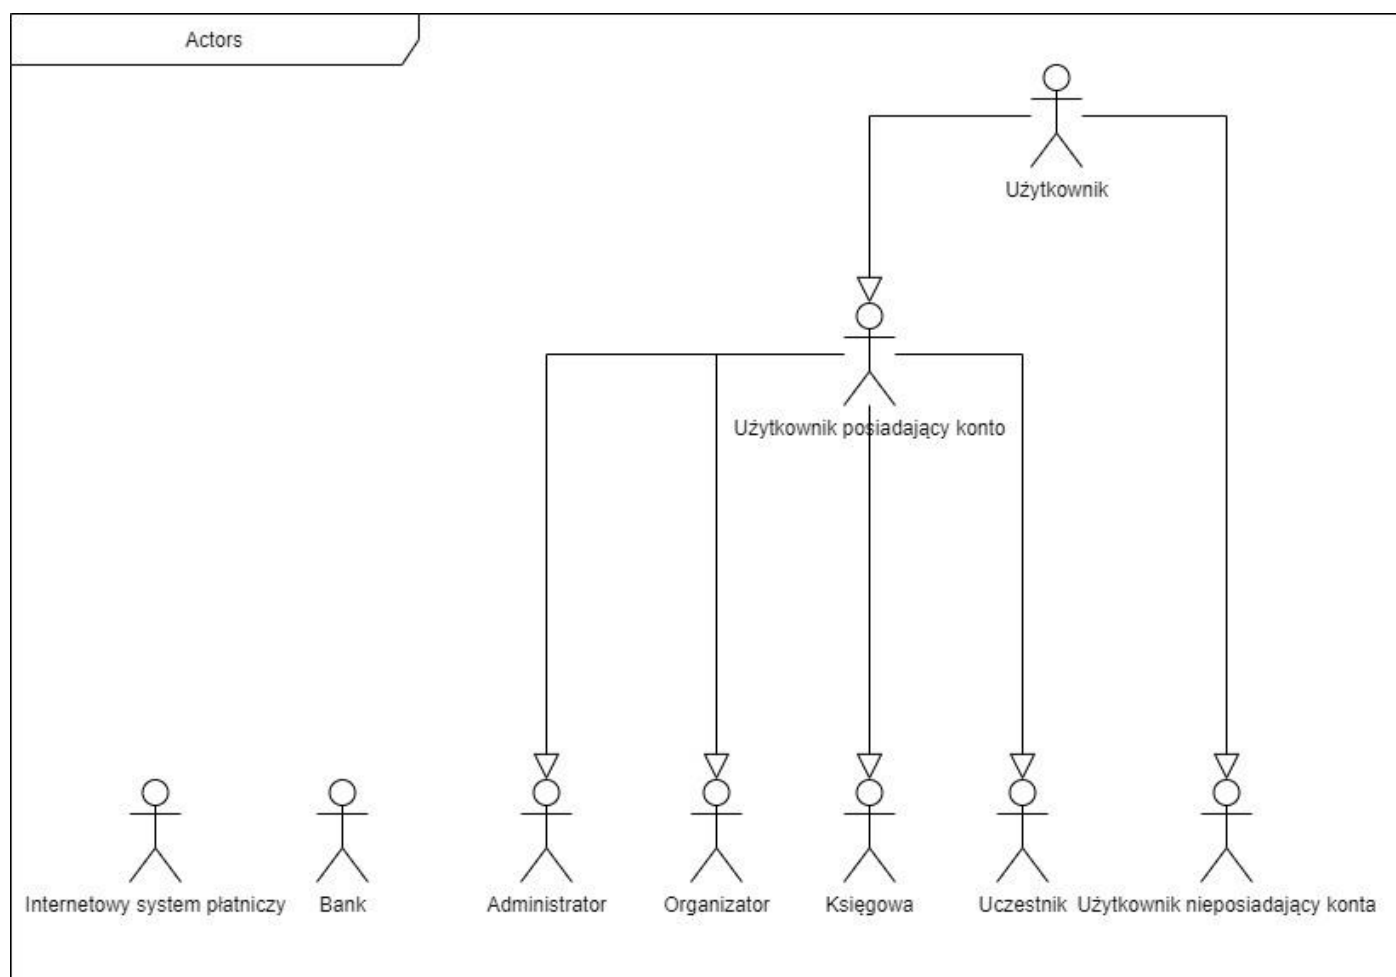 Actors
Użytkownik
Użytkownik posiadający konto
Internetowy system płatniczy
Bank
Administrator
Organizator
Księgowa
Uczestnik
Użytkownik nieposiadający konta